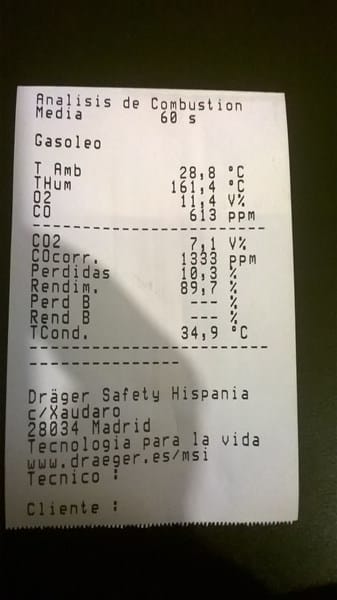 Analisis de Combustion
Media 60 s
Gasoleo
T Amb 28,8 °C
THum 161,4 °C
O2 11,4 V%
CO 613 ppm
--------------------------
CO2 7,1 V%
COcorr. 1333 ppm
Perdidas 10,3 %
Rendim. 89,7 %
Perd B --- %
Rend B --- %
TCond. 34,9 °C
--------------------------
----------------
Dräger Safety Hispania
c/Xaudaro
28034 Madrid
Tecnologia para la vida
www.draeger.es/msi
Tecnico :
Cliente :